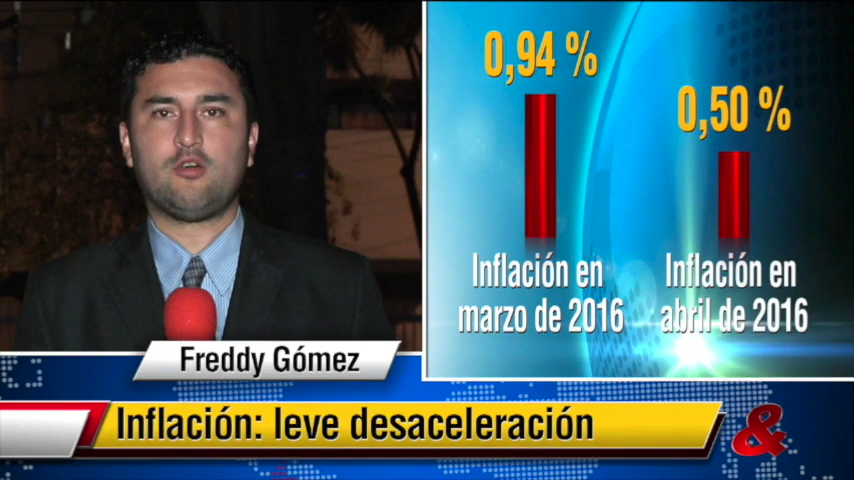 0,94 %
0,50 %
Inflación en
marzo de 2016
Inflación en
abril de 2016
Freddy Gómez
Inflación: leve desaceleración
&